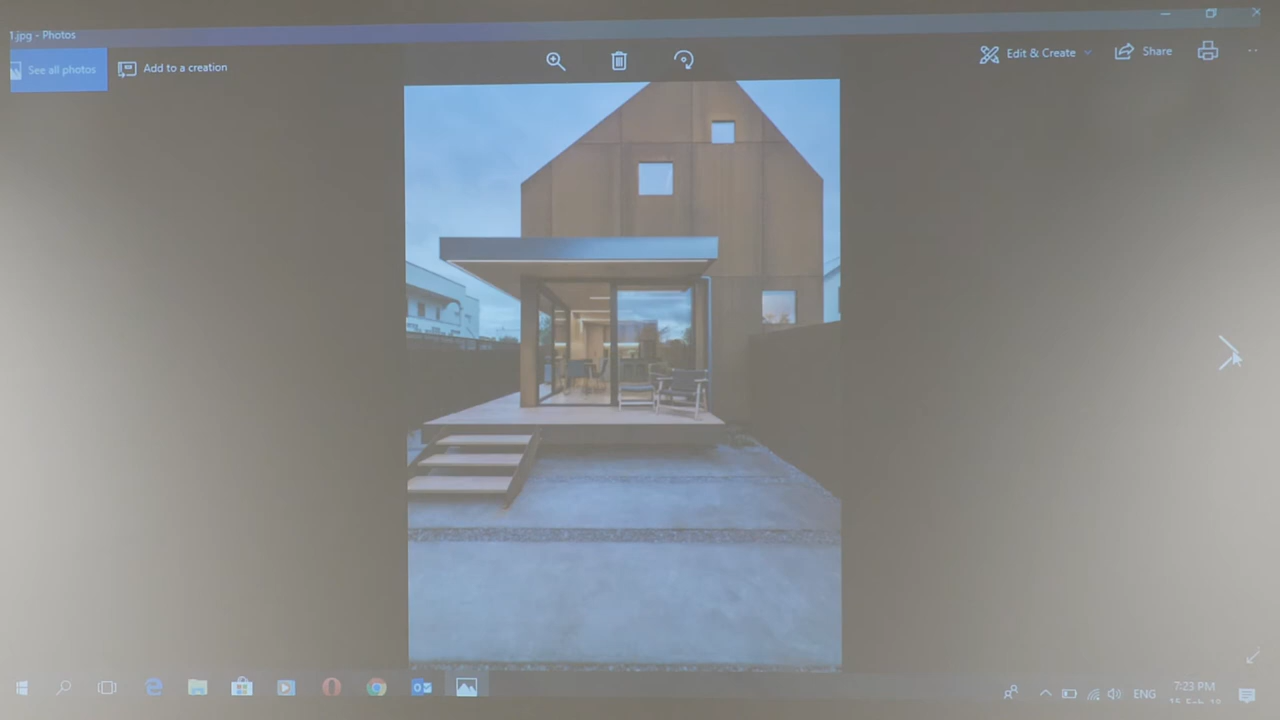 1.jpg - Photos
See all photos
Add to a creation
Edit & Create
Share
ENG
7:23 PM